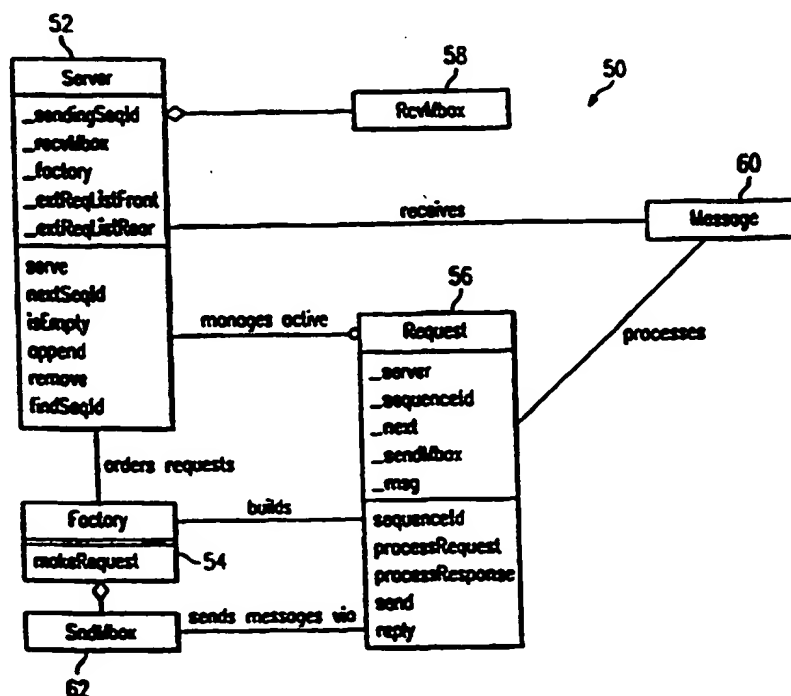 52
Server
_sendingSeqId
_recvMbox
_factory
_extReqListFront
_extReqListRear
serve
nextSeqId
isEmpty
append
remove
findSeqId
58
RcvMbox
50
60
Message
receives
56
manages active
Request
_server
_sequenceId
_next
_sendMbox
_msg
sequenceId
processRequest
processResponse
send
reply
processes
orders requests
Factory
makeRequest
54
builds
SndMbox
62
sends messages via